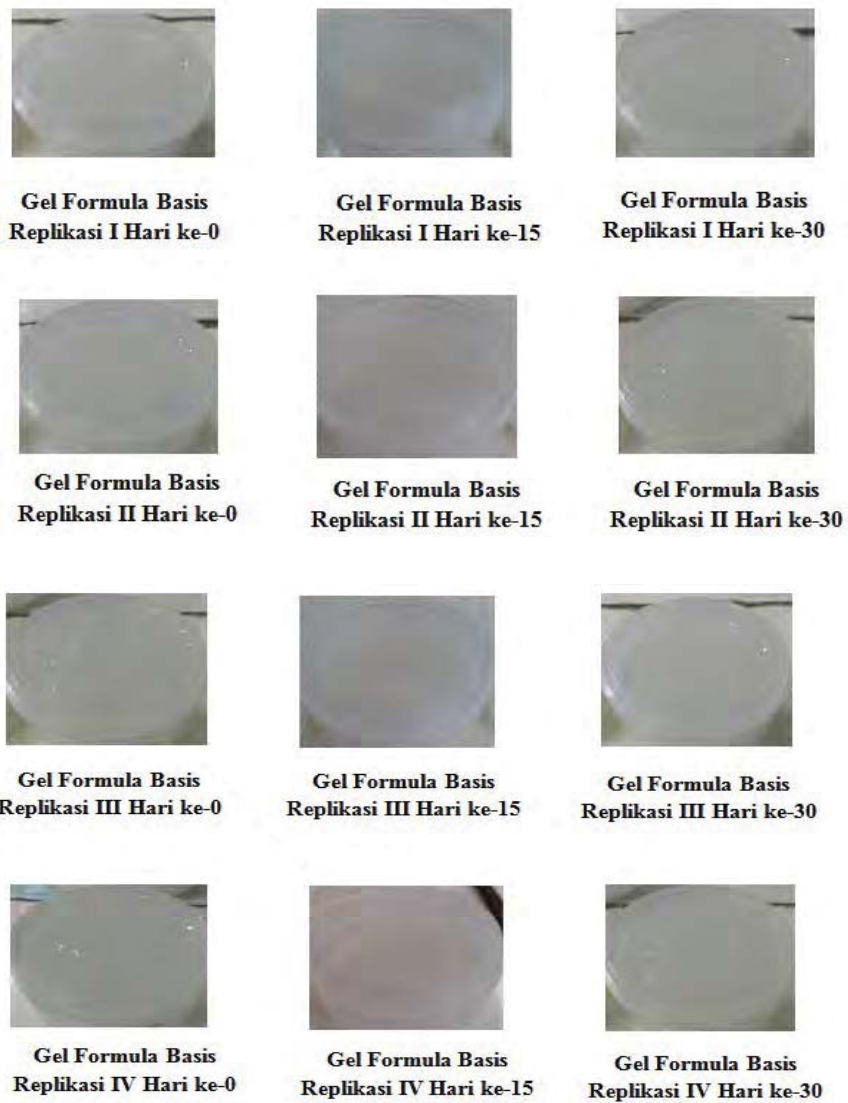 Gel Formula Basis
Replikasi I Hari ke-0
Gel Formula Basis
Replikasi I Hari ke-15
Gel Formula Basis
Replikasi I Hari ke-30
Gel Formula Basis
Replikasi II Hari ke-0
Gel Formula Basis
Replikasi II Hari ke-15
Gel Formula Basis
Replikasi II Hari ke-30
Gel Formula Basis
Replikasi III Hari ke-0
Gel Formula Basis
Replikasi III Hari ke-15
Gel Formula Basis
Replikasi III Hari ke-30
Gel Formula Basis
Replikasi IV Hari ke-0
Gel Formula Basis
Replikasi IV Hari ke-15
Gel Formula Basis
Replikasi IV Hari ke-30